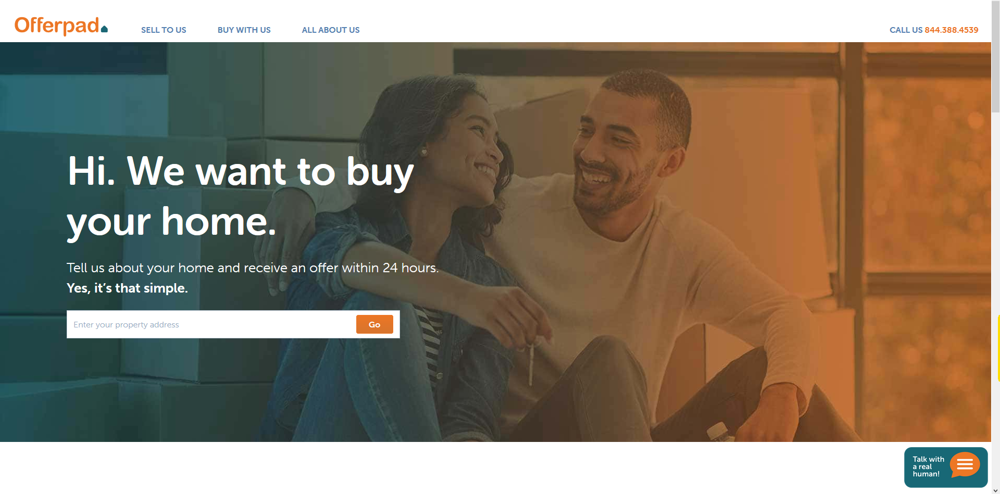 Offerpad
SELL TO US
BUY WITH US
ALL ABOUT US
CALL US 844.388.4539
Hi. We want to buy
your home.
Tell us about your home and receive an offer within 24 hours.
Yes, it’s that simple.
Enter your property address
Go
Talk with
a real
human!